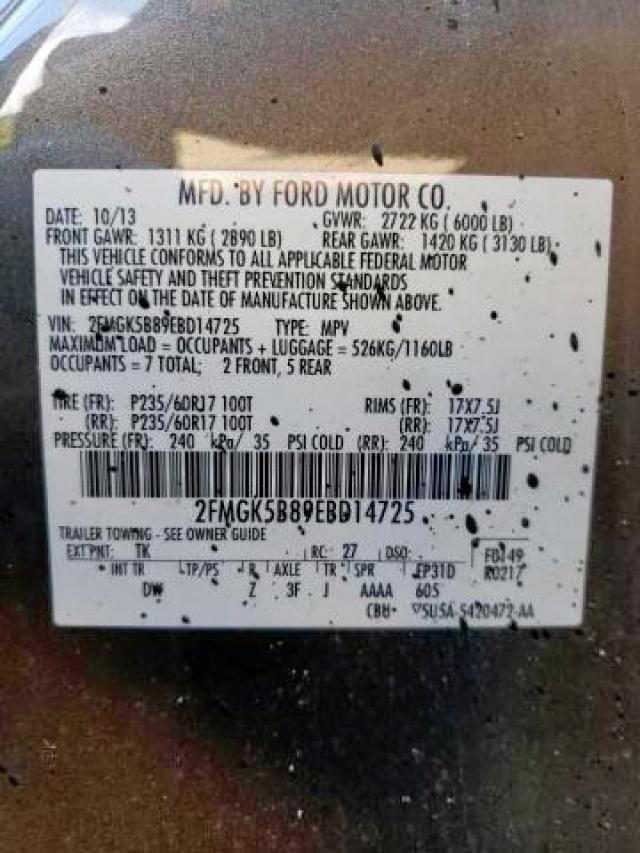 MFD. BY FORD MOTOR CO.
DATE: 10/13 GVWR: 2722 KG ( 6000 LB)
FRONT GAWR: 1311 KG ( 2890 LB) REAR GAWR: 1420 KG ( 3130 LB)
THIS VEHICLE CONFORMS TO ALL APPLICABLE FEDERAL MOTOR
VEHICLE SAFETY AND THEFT PREVENTION STANDARDS
IN EFFECT ON THE DATE OF MANUFACTURE SHOWN ABOVE.
VIN: 2FMGK5B89EBD14725 TYPE: MPV
MAXIMUM LOAD = OCCUPANTS + LUGGAGE = 526KG/1160LB
OCCUPANTS = 7 TOTAL; 2 FRONT, 5 REAR
TIRE (FR): P235/60R17 100T RIMS (FR): 17X7.5J
(RR): P235/60R17 100T (RR): 17X7.5J
PRESSURE (FR): 240 kPa/ 35 PSI COLD (RR): 240 kPa/ 35 PSI COLD
2FMGK5B89EBD14725
TRAILER TOWING - SEE OWNER GUIDE
EXT PNT: TK RC: 27 DSO: F0149
INT TR TP/PS R AXLE TR SPR EP31D R0217
DW Z 3F J AAAA 605
CBU 5U5A-5420472-AA